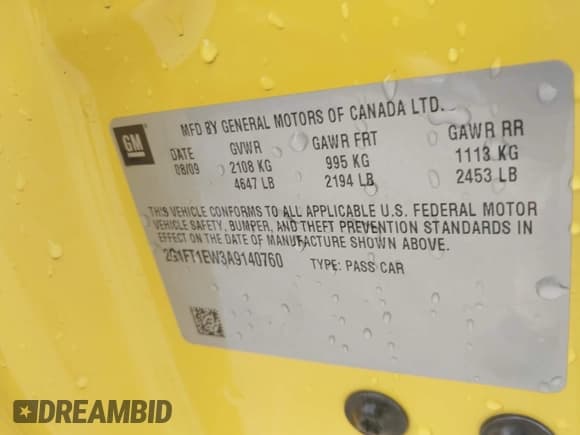 MFD BY GENERAL MOTORS OF CANADA LTD.
GM
DATE GVWR GAWR FRT GAWR RR
08/09 2108 KG 995 KG 1113 KG
4647 LB 2194 LB 2453 LB
THIS VEHICLE CONFORMS TO ALL APPLICABLE U.S. FEDERAL MOTOR
VEHICLE SAFETY, BUMPER, AND THEFT PREVENTION STANDARDS IN
EFFECT ON THE DATE OF MANUFACTURE SHOWN ABOVE.
2G1FT1EW3A9140760 TYPE: PASS CAR
DREAMBID